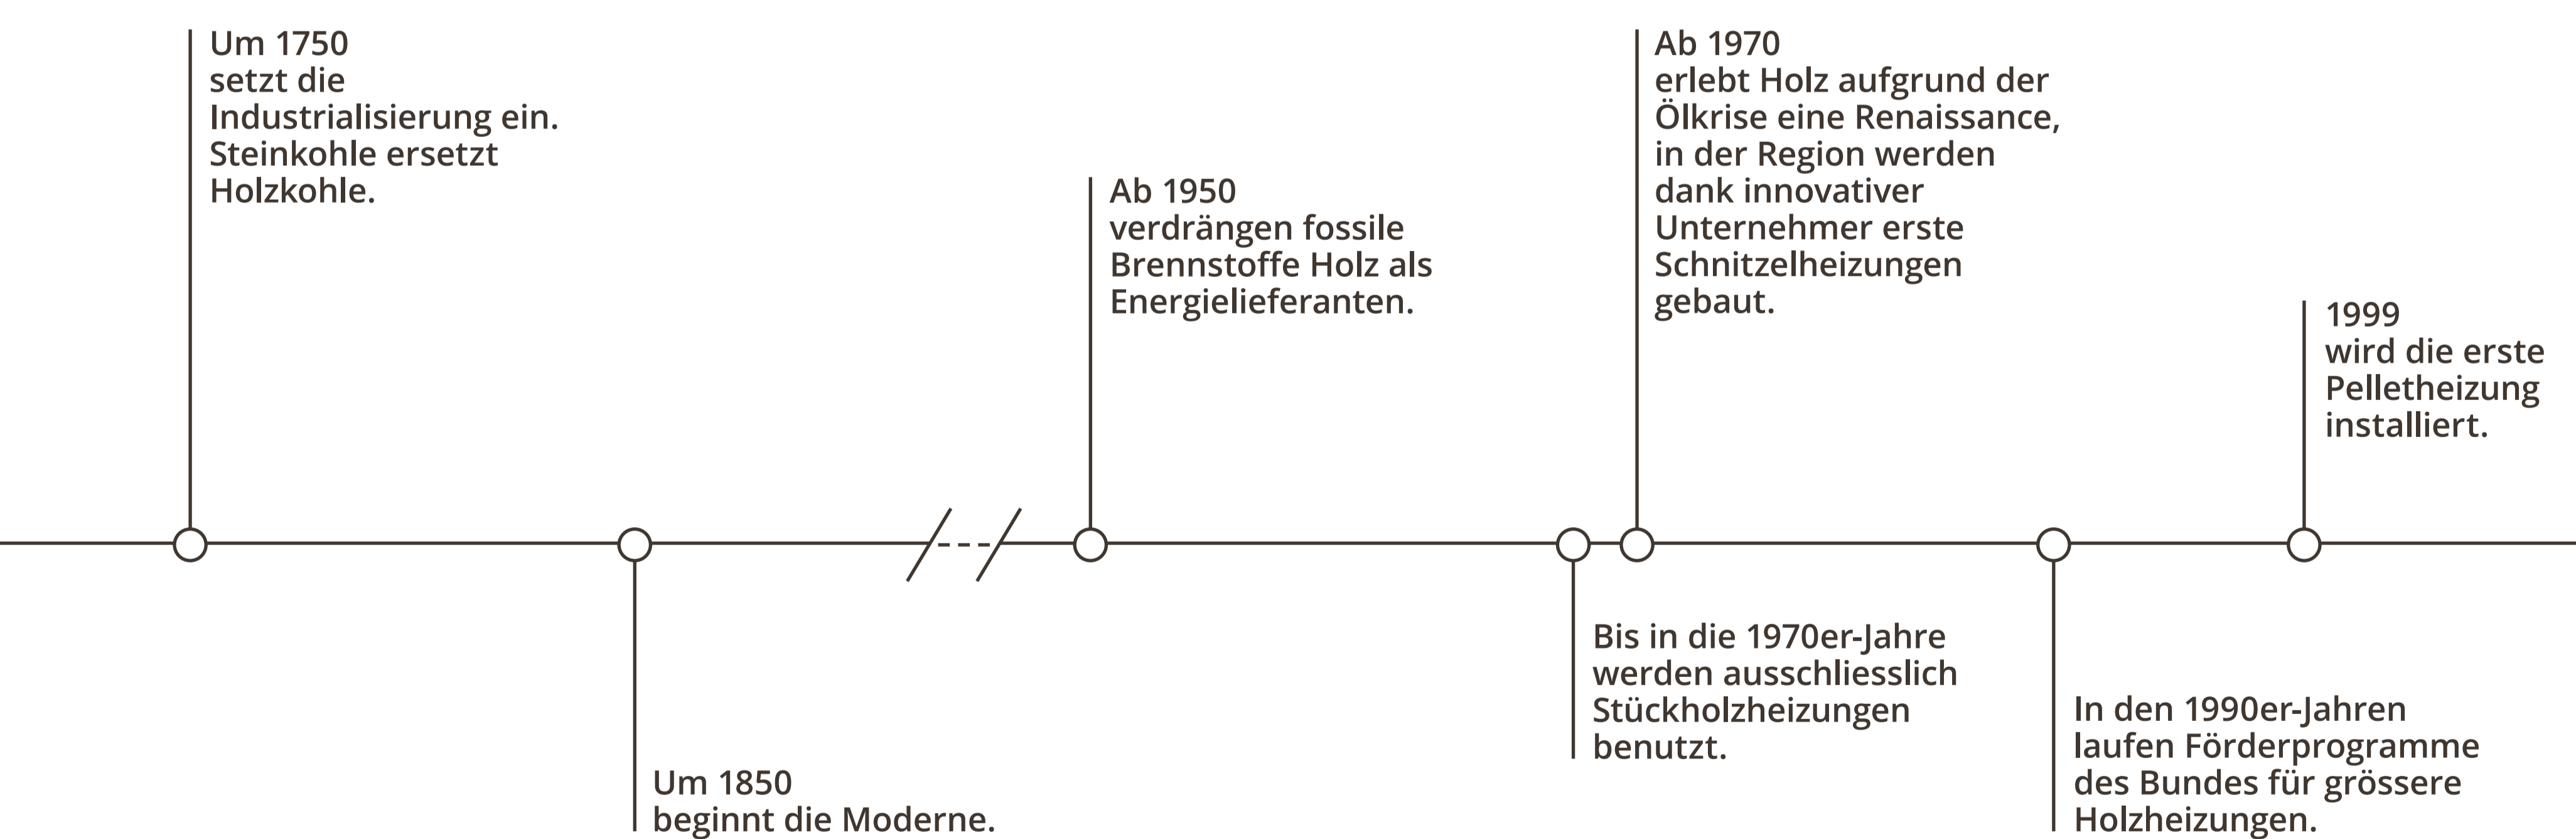 Um 1750
setzt die
Industrialisierung ein.
Steinkohle ersetzt
Holzkohle.
Um 1850
beginnt die Moderne.
Ab 1950
verdrängen fossile
Brennstoffe Holz als
Energielieferanten.
Bis in die 1970er-Jahre
werden ausschliesslich
Stückholzheizungen
benutzt.
Ab 1970
erlebt Holz aufgrund der
Ölkrise eine Renaissance,
in der Region werden
dank innovativer
Unternehmer erste
Schnitzelheizungen
gebaut.
In den 1990er-Jahren
laufen Förderprogramme
des Bundes für grössere
Holzheizungen.
1999
wird die erste
Pelletheizung
installiert.